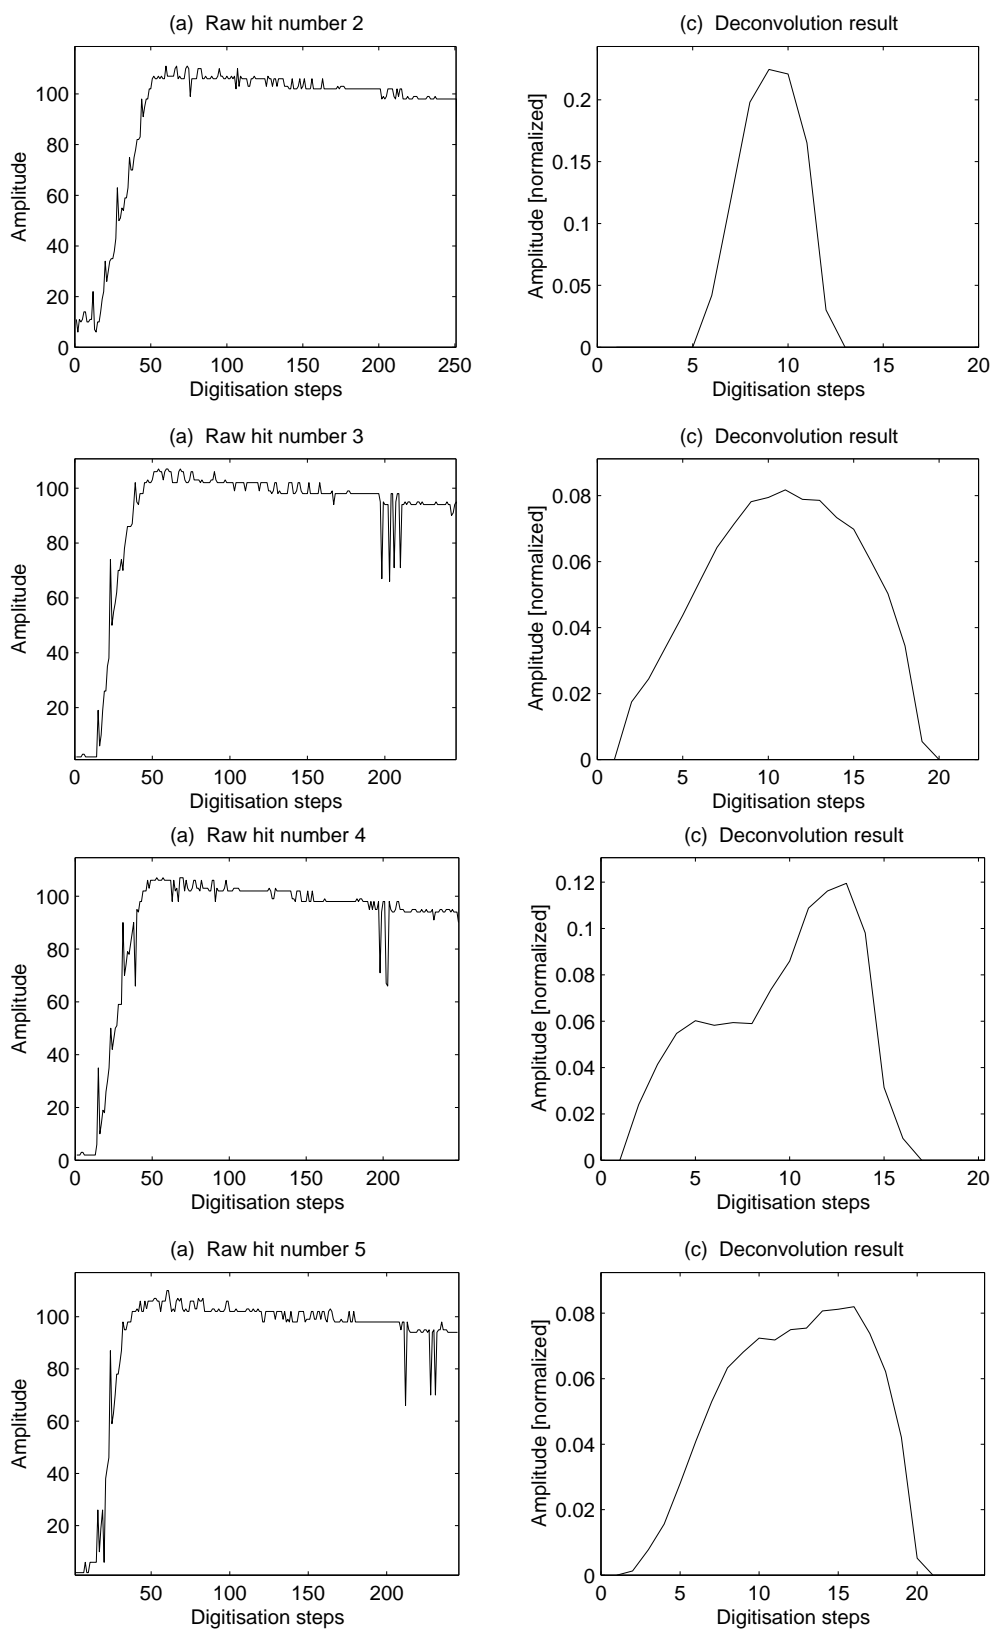 (a) Raw hit number 2
Amplitude
100
80
60
40
20
0
0 50 100 150 200 250
Digitisation steps
(c) Deconvolution result
Amplitude [normalized]
0.2
0.15
0.1
0.05
0
0 5 10 15 20
Digitisation steps
(a) Raw hit number 3
Amplitude
100
80
60
40
20
0 50 100 150 200
Digitisation steps
(c) Deconvolution result
Amplitude [normalized]
0.08
0.06
0.04
0.02
0
0 5 10 15 20
Digitisation steps
(a) Raw hit number 4
Amplitude
100
80
60
40
20
0
0 50 100 150 200
Digitisation steps
(c) Deconvolution result
Amplitude [normalized]
0.12
0.1
0.08
0.06
0.04
0.02
0
0 5 10 15 20
Digitisation steps
(a) Raw hit number 5
Amplitude
100
80
60
40
20
0 50 100 150 200
Digitisation steps
(c) Deconvolution result
Amplitude [normalized]
0.08
0.06
0.04
0.02
0
0 5 10 15 20
Digitisation steps